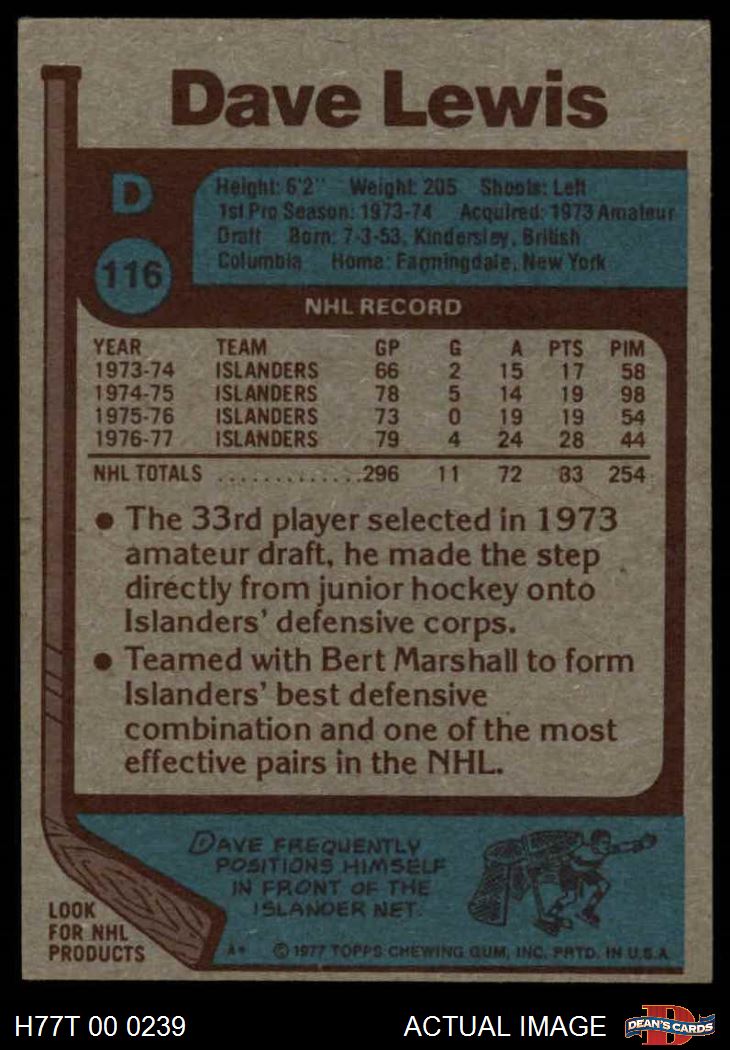 Dave Lewis
D
Height: 6'2" Weight: 205 Shoots: Left
1st Pro Season: 1973-74 Acquired: 1973 Amateur
Draft Born: 7-3-53, Kindersley, British
Columbia Home: Farmingdale, New York
116
NHL RECORD
YEAR TEAM GP G A PTS PIM
1973-74 ISLANDERS 66 2 15 17 58
1974-75 ISLANDERS 78 5 14 19 98
1975-76 ISLANDERS 73 0 19 19 54
1976-77 ISLANDERS 79 4 24 28 44
NHL TOTALS .............296 11 72 83 254
• The 33rd player selected in 1973
amateur draft, he made the step
directly from junior hockey onto
Islanders' defensive corps.
• Teamed with Bert Marshall to form
Islanders' best defensive
combination and one of the most
effective pairs in the NHL.
DAVE FREQUENTLY
POSITIONS HIMSELF
IN FRONT OF THE
ISLANDER NET.
LOOK
FOR NHL
PRODUCTS
A* © 1977 TOPPS CHEWING GUM, INC. PRTD. IN U.S.A.
H77T 00 0239 ACTUAL IMAGE
D
DEAN'S CARDS